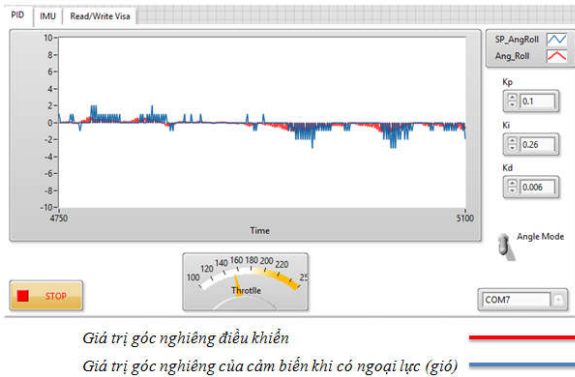 PID IMU Read/Write Visa
SP_AngRoll
Ang_Roll
10
8
6
4
2
0
-2
-4
-6
-8
-10
4750
5100
Time
Kp
0.1
Ki
0.26
Kd
0.006
Angle Mode
100 120 140 160 180 200 220 25
Throtlle
STOP
COM7
Giá trị góc nghiêng điều khiển
Giá trị góc nghiêng của cảm biến khi có ngoại lực (gió)